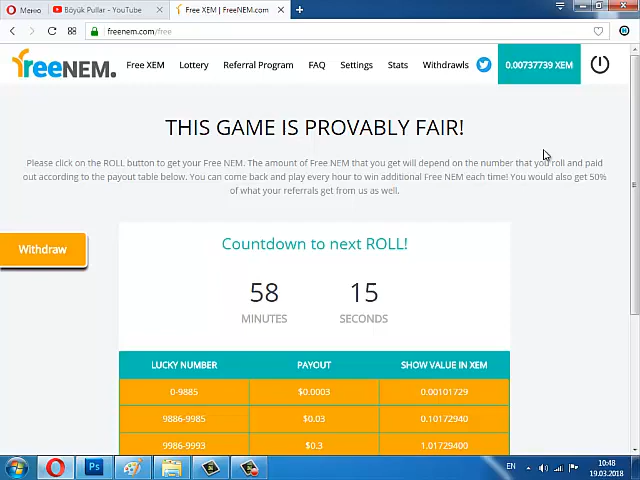 Меню
Böyük Pullar - YouTube
Free XEM | FreeNEM.com
freenem.com/free
freeNEM.
Free XEM
Lottery
Referral Program
FAQ
Settings
Stats
Withdrawls
0.00737739 XEM
THIS GAME IS PROVABLY FAIR!
Please click on the ROLL button to get your Free NEM. The amount of Free NEM that you get will depend on the number that you roll and paid
out according to the payout table below. You can come back and play every hour to win additional Free NEM each time! You would also get 50%
of what your referrals get from us as well.
Withdraw
Countdown to next ROLL!
58 15
MINUTES SECONDS
LUCKY NUMBER PAYOUT SHOW VALUE IN XEM
0-9885 $0.0003 0.00101729
9886-9985 $0.03 0.10172940
9986-9993 $0.3 1.01729400
Ps
EN
10:48
19.03.2018